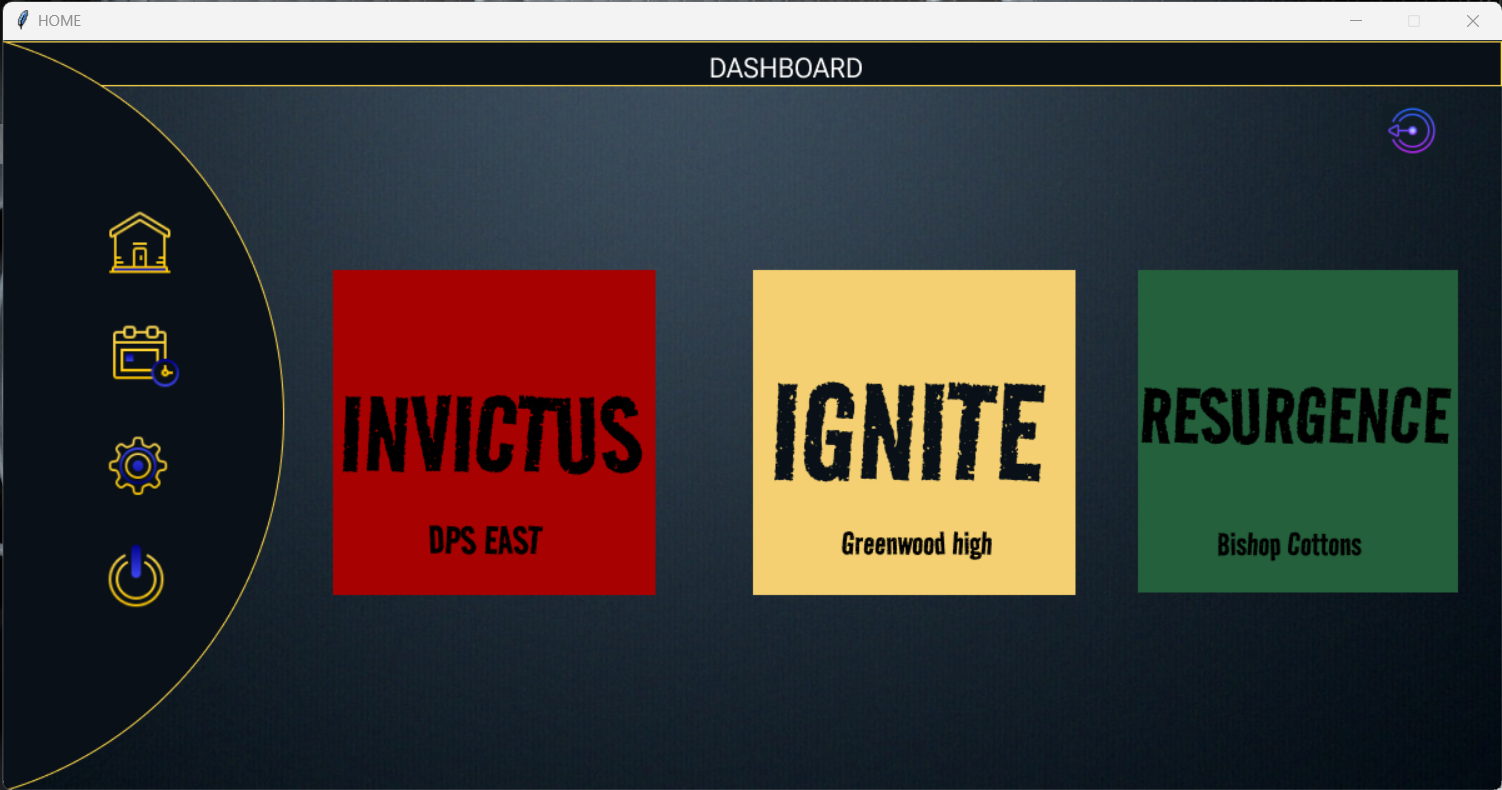 HOME
DASHBOARD
INVICTUS
DPS EAST
IGNITE
Greenwood high
RESURGENCE
Bishop Cottons